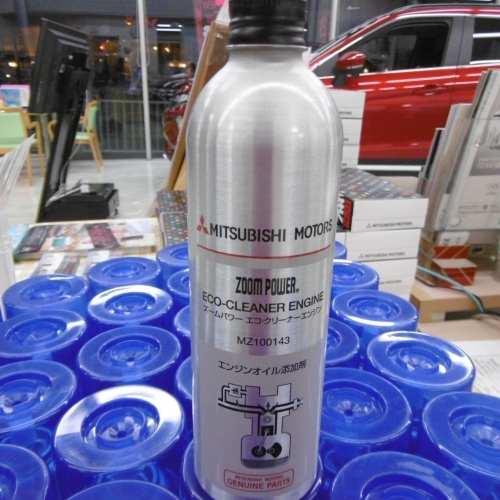 MITSUBISHI MOTORS
ZOOM POWER®
ECO-CLEANER ENGINE
ズームパワー エコ・クリーナーエンジン
MZ100143
エンジンオイル添加剤
MITSUBISHI MOTORS
GENUINE PARTS
MITSUBISHI MOTORS